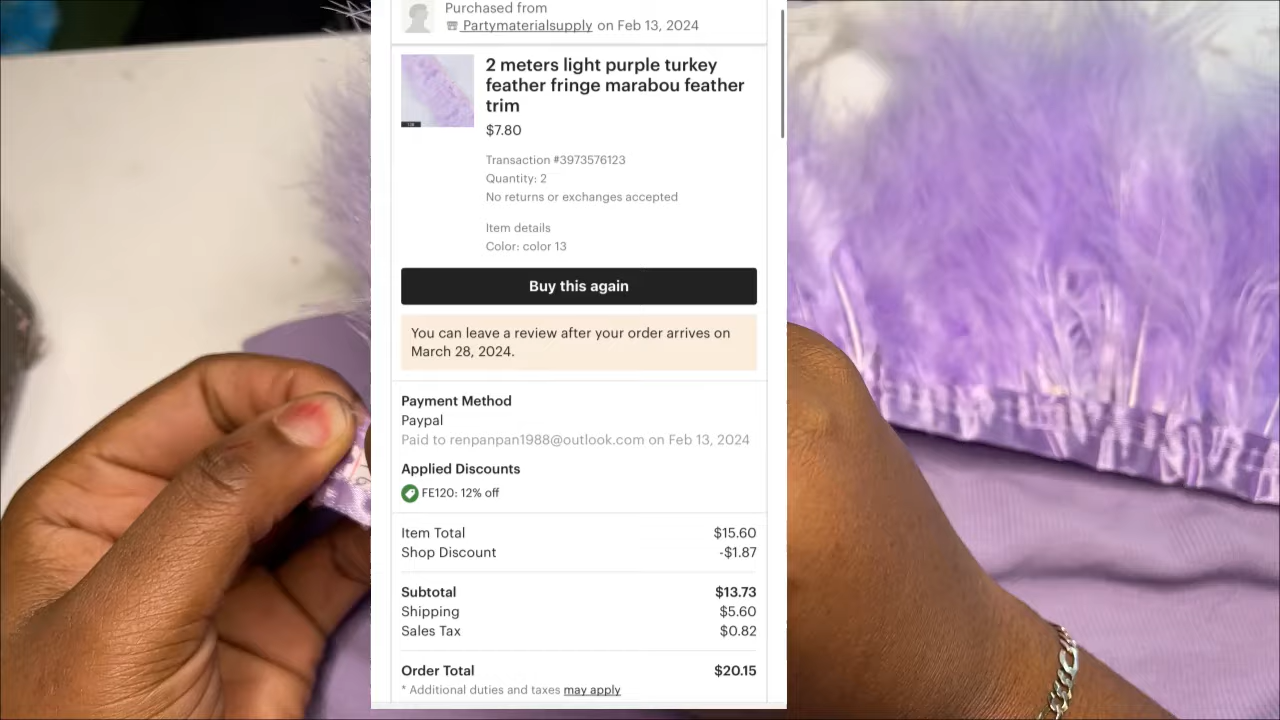 Purchased from
Partymaterialsupply on Feb 13, 2024
2 meters light purple turkey
feather fringe marabou feather
trim
$7.80
Transaction #3973576123
Quantity: 2
No returns or exchanges accepted
Item details
Color: color 13
Buy this again
You can leave a review after your order arrives on
March 28, 2024.
Payment Method
Paypal
Paid to renpanpan1988@outlook.com on Feb 13, 2024
Applied Discounts
FE120: 12% off
Item Total $15.60
Shop Discount -$1.87
Subtotal $13.73
Shipping $5.60
Sales Tax $0.82
Order Total $20.15
* Additional duties and taxes may apply